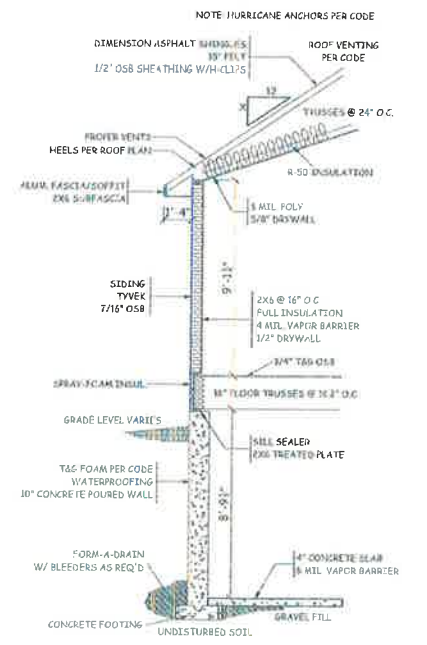 NOTE: HURRICANE ANCHORS PER CODE
DIMENSION ASPHALT SHINGLES
15" FELT
1/2" OSB SHEATHING W/H-CLIPS
ROOF VENTING
PER CODE
12
X
TRUSSES @ 24" O.C.
PROPER VENTS
HEELS PER ROOF PLAN
R-50 INSULATION
ALUM. FASCIA/SOFFIT
2X6 SUBFASCIA
6 MIL POLY
5/8" DRYWALL
1'-4"
9'-1
SIDING
TYVEK
7/16" OSB
2X6 @ 16" O.C
FULL INSULATION
4 MIL. VAPOR BARRIER
1/2" DRYWALL
3/4" T&G OSB
SPRAY-FOAM INSUL
FLOOR TRUSSES @ O.C
GRADE LEVEL VARIES
SILL SEALER
2X6 TREATED PLATE
T&G FOAM PER CODE
WATERPROOFING
10" CONCRETE POURED WALL
8'-9
FORM-A-DRAIN
W/ BLEEDERS AS REQ'D
4" CONCRETE SLAB
6 MIL VAPOR BARRIER
CONCRETE FOOTING
GRAVEL FILL
UNDISTURBED SOIL